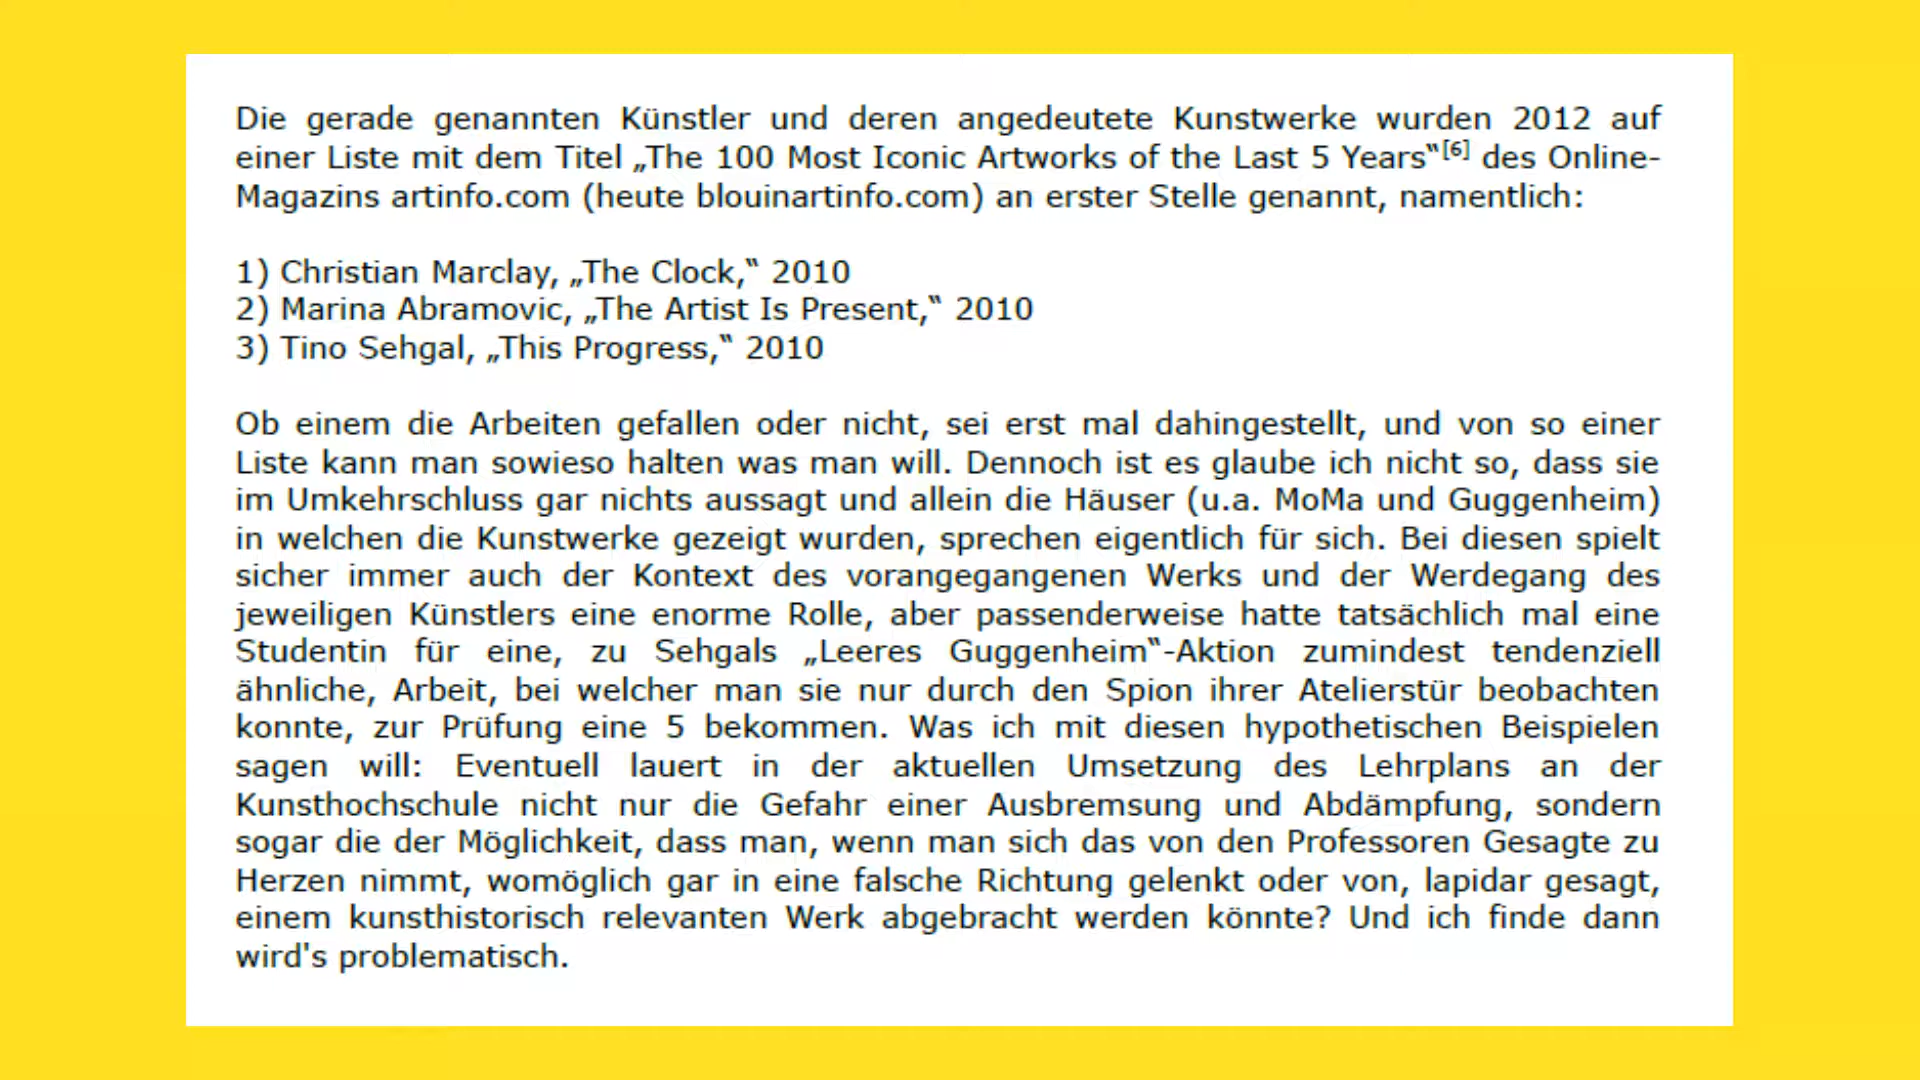 Die gerade genannten Künstler und deren angedeutete Kunstwerke wurden 2012 auf
einer Liste mit dem Titel „The 100 Most Iconic Artworks of the Last 5 Years“[6] des Online-
Magazins artinfo.com (heute blouinartinfo.com) an erster Stelle genannt, namentlich:
1) Christian Marclay, „The Clock,“ 2010
2) Marina Abramovic, „The Artist Is Present,“ 2010
3) Tino Sehgal, „This Progress,“ 2010
Ob einem die Arbeiten gefallen oder nicht, sei erst mal dahingestellt, und von so einer
Liste kann man sowieso halten was man will. Dennoch ist es glaube ich nicht so, dass sie
im Umkehrschluss gar nichts aussagt und allein die Häuser (u.a. MoMa und Guggenheim)
in welchen die Kunstwerke gezeigt wurden, sprechen eigentlich für sich. Bei diesen spielt
sicher immer auch der Kontext des vorangegangenen Werks und der Werdegang des
jeweiligen Künstlers eine enorme Rolle, aber passenderweise hatte tatsächlich mal eine
Studentin für eine, zu Sehgals „Leeres Guggenheim“-Aktion zumindest tendenziell
ähnliche, Arbeit, bei welcher man sie nur durch den Spion ihrer Atelierstür beobachten
konnte, zur Prüfung eine 5 bekommen. Was ich mit diesen hypothetischen Beispielen
sagen will: Eventuell lauert in der aktuellen Umsetzung des Lehrplans an der
Kunsthochschule nicht nur die Gefahr einer Ausbremsung und Abdämpfung, sondern
sogar die der Möglichkeit, dass man, wenn man sich das von den Professoren Gesagte zu
Herzen nimmt, womöglich gar in eine falsche Richtung gelenkt oder von, lapidar gesagt,
einem kunsthistorisch relevanten Werk abgebracht werden könnte? Und ich finde dann
wird's problematisch.